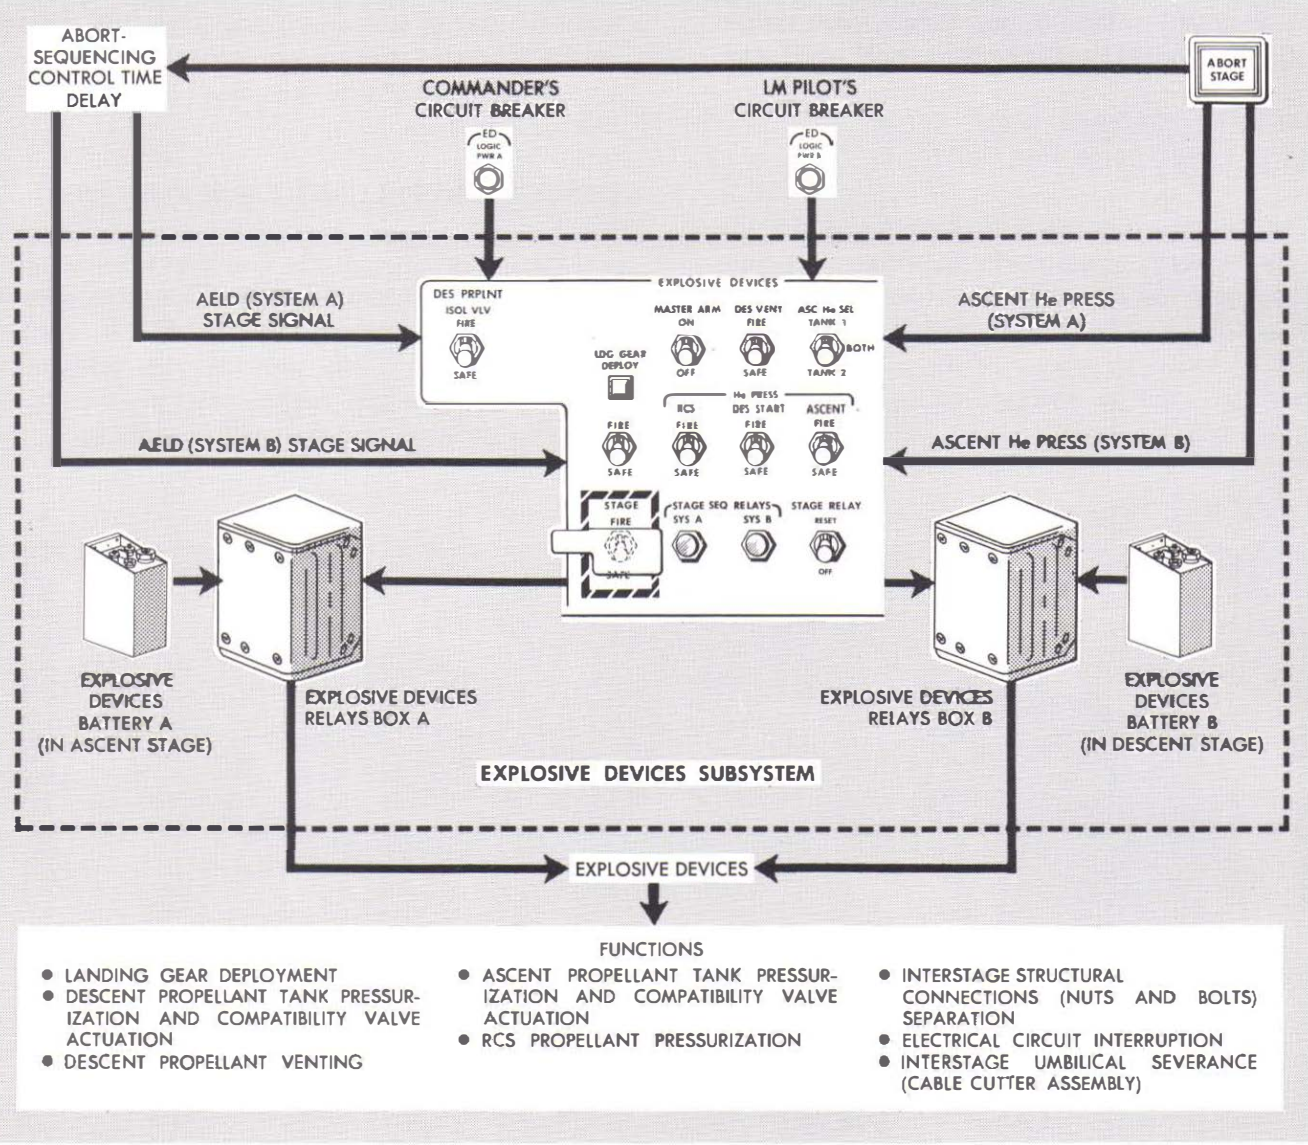 ABORT-
SEQUENCING
CONTROL TIME
DELAY
COMMANDER'S
CIRCUIT BREAKER
ED
LOGIC
PWR A
LM PILOT'S
CIRCUIT BREAKER
ED
LOGIC
PWR B
ABORT
STAGE
AELD (SYSTEM A)
STAGE SIGNAL
ASCENT He PRESS
(SYSTEM A)
EXPLOSIVE DEVICES
DES PRPLNT
ISOL VLV
FIRE
SAFE
MASTER ARM
ON
OFF
DES VENT
FIRE
SAFE
ASC He SEL
TANK 1
BOTH
TANK 2
LDG GEAR
DEPLOY
FIRE
SAFE
He PRESS
RCS
FIRE
SAFE
DES START
FIRE
SAFE
ASCENT
FIRE
SAFE
AELD (SYSTEM B) STAGE SIGNAL
ASCENT He PRESS (SYSTEM B)
STAGE
FIRE
SAFE
STAGE SEQ RELAYS
SYS A
SYS B
STAGE RELAY
RESET
OFF
EXPLOSIVE
DEVICES
BATTERY A
(IN ASCENT STAGE)
EXPLOSIVE DEVICES
RELAYS BOX A
EXPLOSIVE DEVICES
RELAYS BOX B
EXPLOSIVE
DEVICES
BATTERY B
(IN DESCENT STAGE)
EXPLOSIVE DEVICES SUBSYSTEM
EXPLOSIVE DEVICES
FUNCTIONS
● LANDING GEAR DEPLOYMENT
● DESCENT PROPELLANT TANK PRESSUR-
IZATION AND COMPATIBILITY VALVE
ACTUATION
● DESCENT PROPELLANT VENTING
● ASCENT PROPELLANT TANK PRESSUR-
IZATION AND COMPATIBILITY VALVE
ACTUATION
● RCS PROPELLANT PRESSURIZATION
● INTERSTAGE STRUCTURAL
CONNECTIONS (NUTS AND BOLTS)
SEPARATION
● ELECTRICAL CIRCUIT INTERRUPTION
● INTERSTAGE UMBILICAL SEVERANCE
(CABLE CUTTER ASSEMBLY)